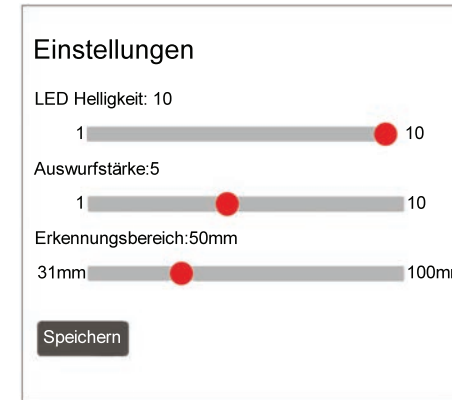 Einstellungen
LED Helligkeit: 10
1 10
Auswurfstärke:5
1 10
Erkennungsbereich:50mm
31mm 100m
Speichern